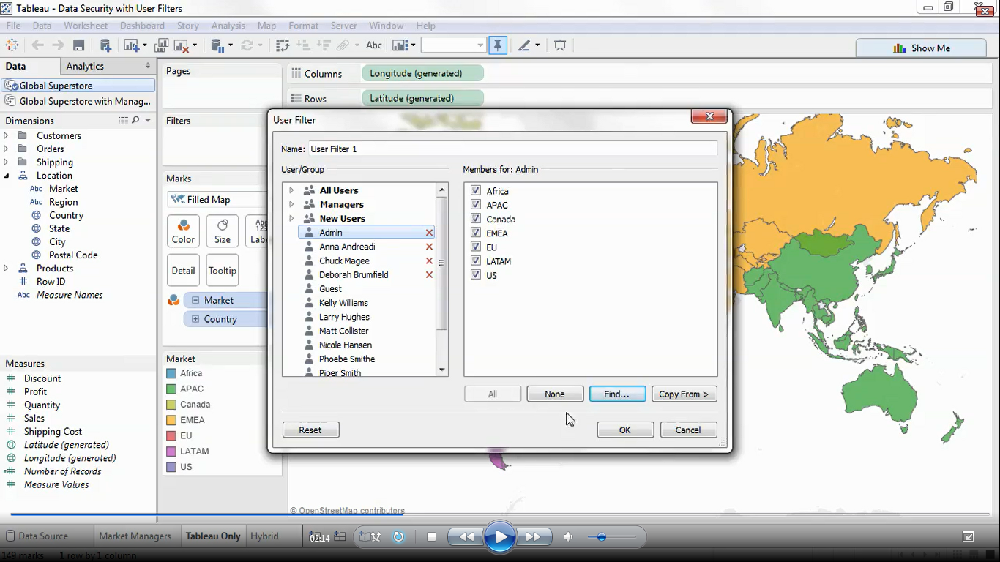 Tableau - Data Security with User Filters
File Data Worksheet Dashboard Story Analysis Map Format Server Window Help
Abc
Show Me
Data Analytics
Global Superstore
Global Superstore with Manag...
Dimensions
Customers
Orders
Shipping
Location
Abc Market
Abc Region
Country
State
City
Postal Code
Products
Row ID
Abc Measure Names
Measures
Discount
Profit
Quantity
Sales
Shipping Cost
Latitude (generated)
Longitude (generated)
Number of Records
Measure Values
Pages
Filters
Marks
Filled Map
Color Size
Detail Tooltip
Market
Country
Market
Africa
APAC
Canada
EMEA
EU
LATAM
US
Columns Longitude (generated)
Rows Latitude (generated)
User Filter
Name: User Filter 1
User/Group
All Users
Managers
New Users
Admin
Anna Andreadi
Chuck Magee
Deborah Brumfield
Guest
Kelly Williams
Larry Hughes
Matt Collister
Nicole Hansen
Phoebe Smithe
Piper Smith
Members for: Admin
Africa
APAC
Canada
EMEA
EU
LATAM
US
All None Find... Copy From >
Reset OK Cancel
© OpenStreetMap contributors
Data Source Market Managers Tableau Only Hybrid
02:14
149 marks 1 row by 1 column